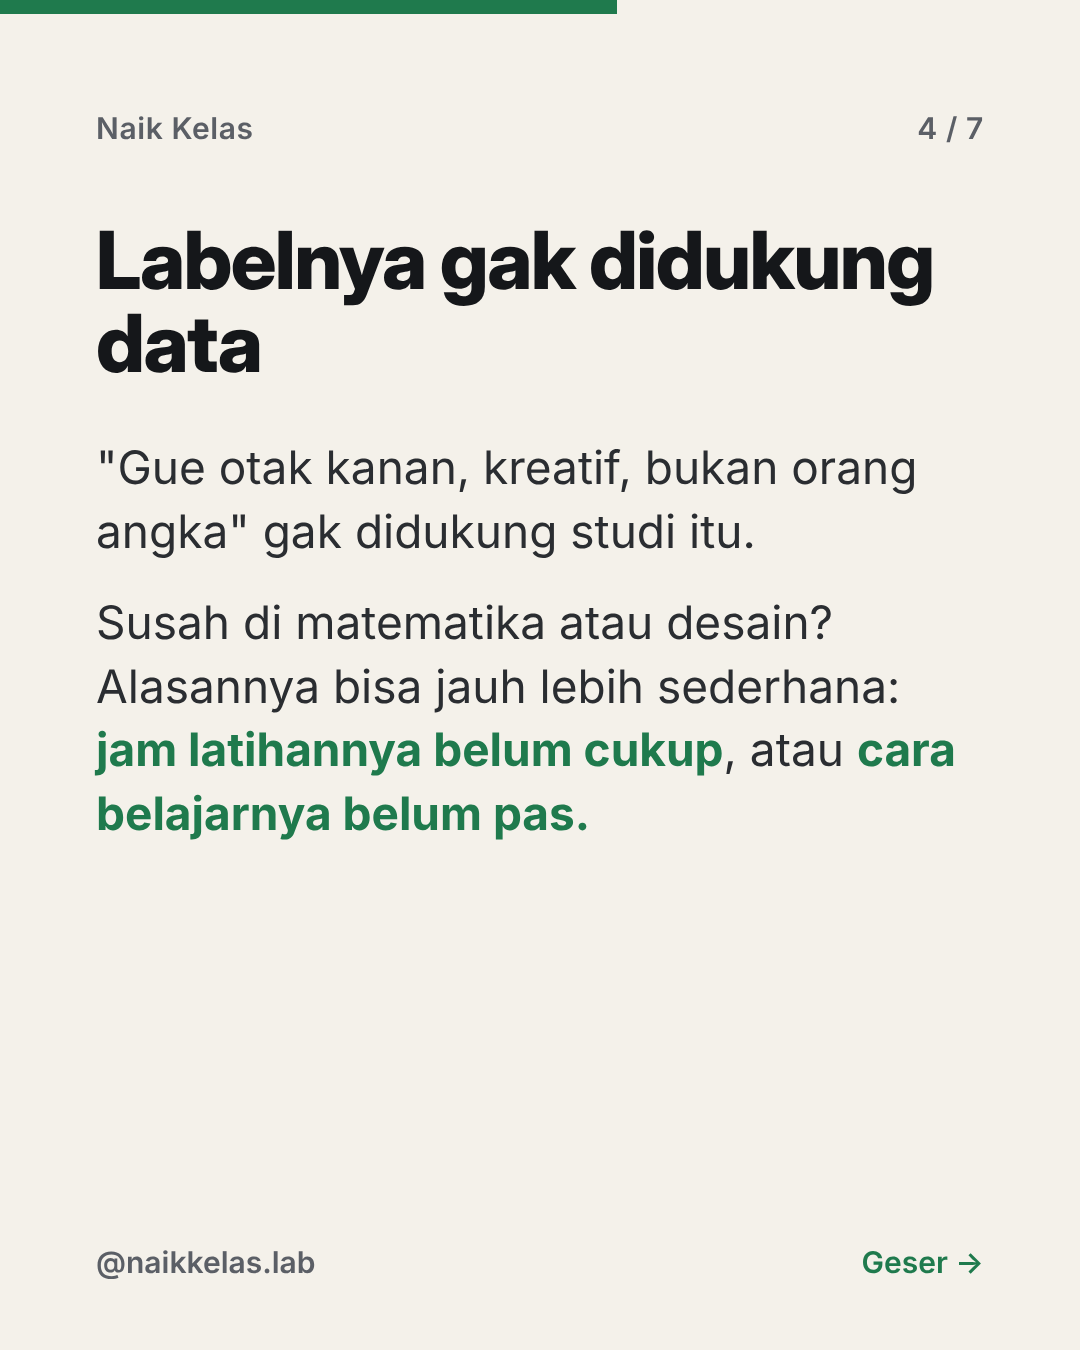 Naik Kelas
4 / 7
Labelnya gak didukung
data
"Gue otak kanan, kreatif, bukan orang
angka" gak didukung studi itu.
Susah di matematika atau desain?
Alasannya bisa jauh lebih sederhana:
jam latihannya belum cukup, atau cara
belajarnya belum pas.
@naikkelas.lab
Geser →